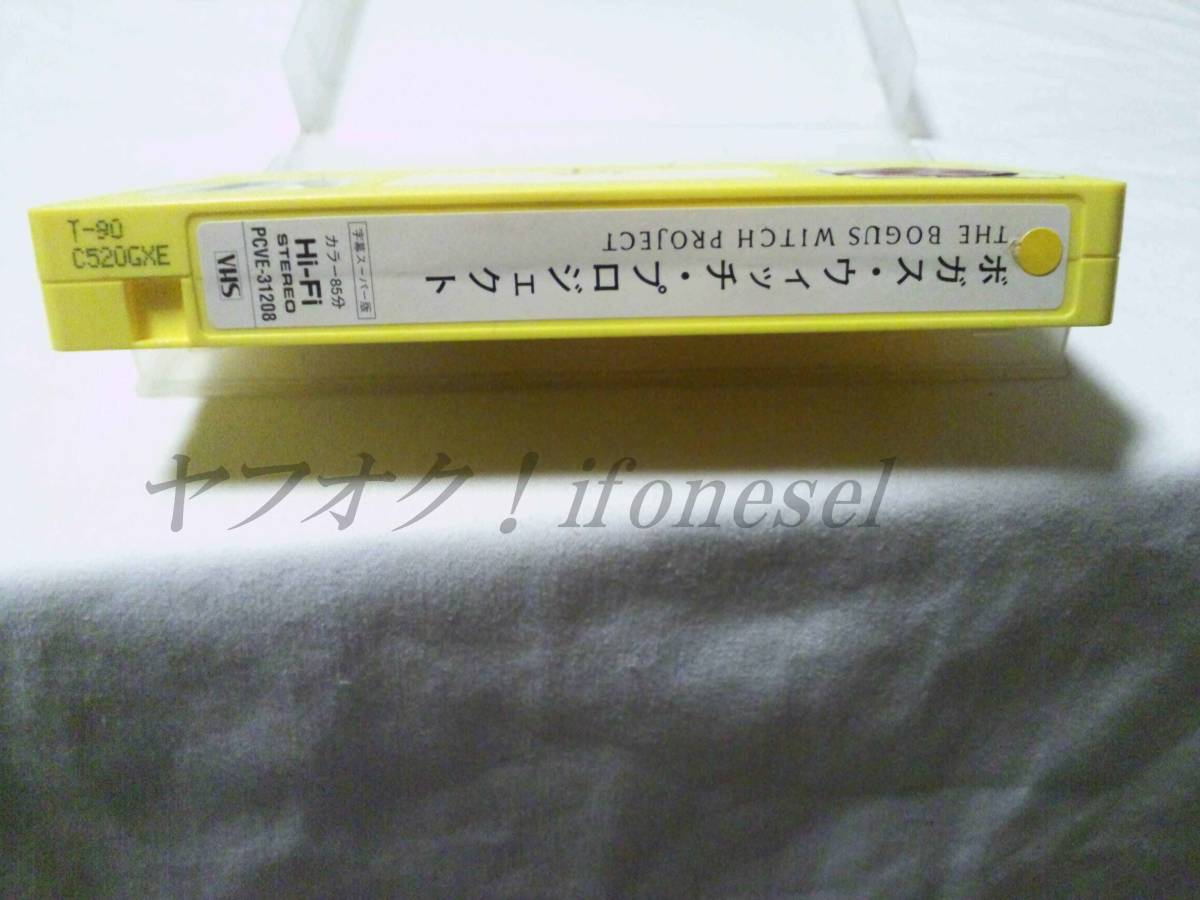 T-90
C520GXE
THE BOGUS WITCH PROJECT
ボガス・ウィッチ・プロジェクト
字幕スーパー版
カラー85分
Hi-Fi
STEREO
PCVE-31208
VHS
ヤフオク！ifonesel